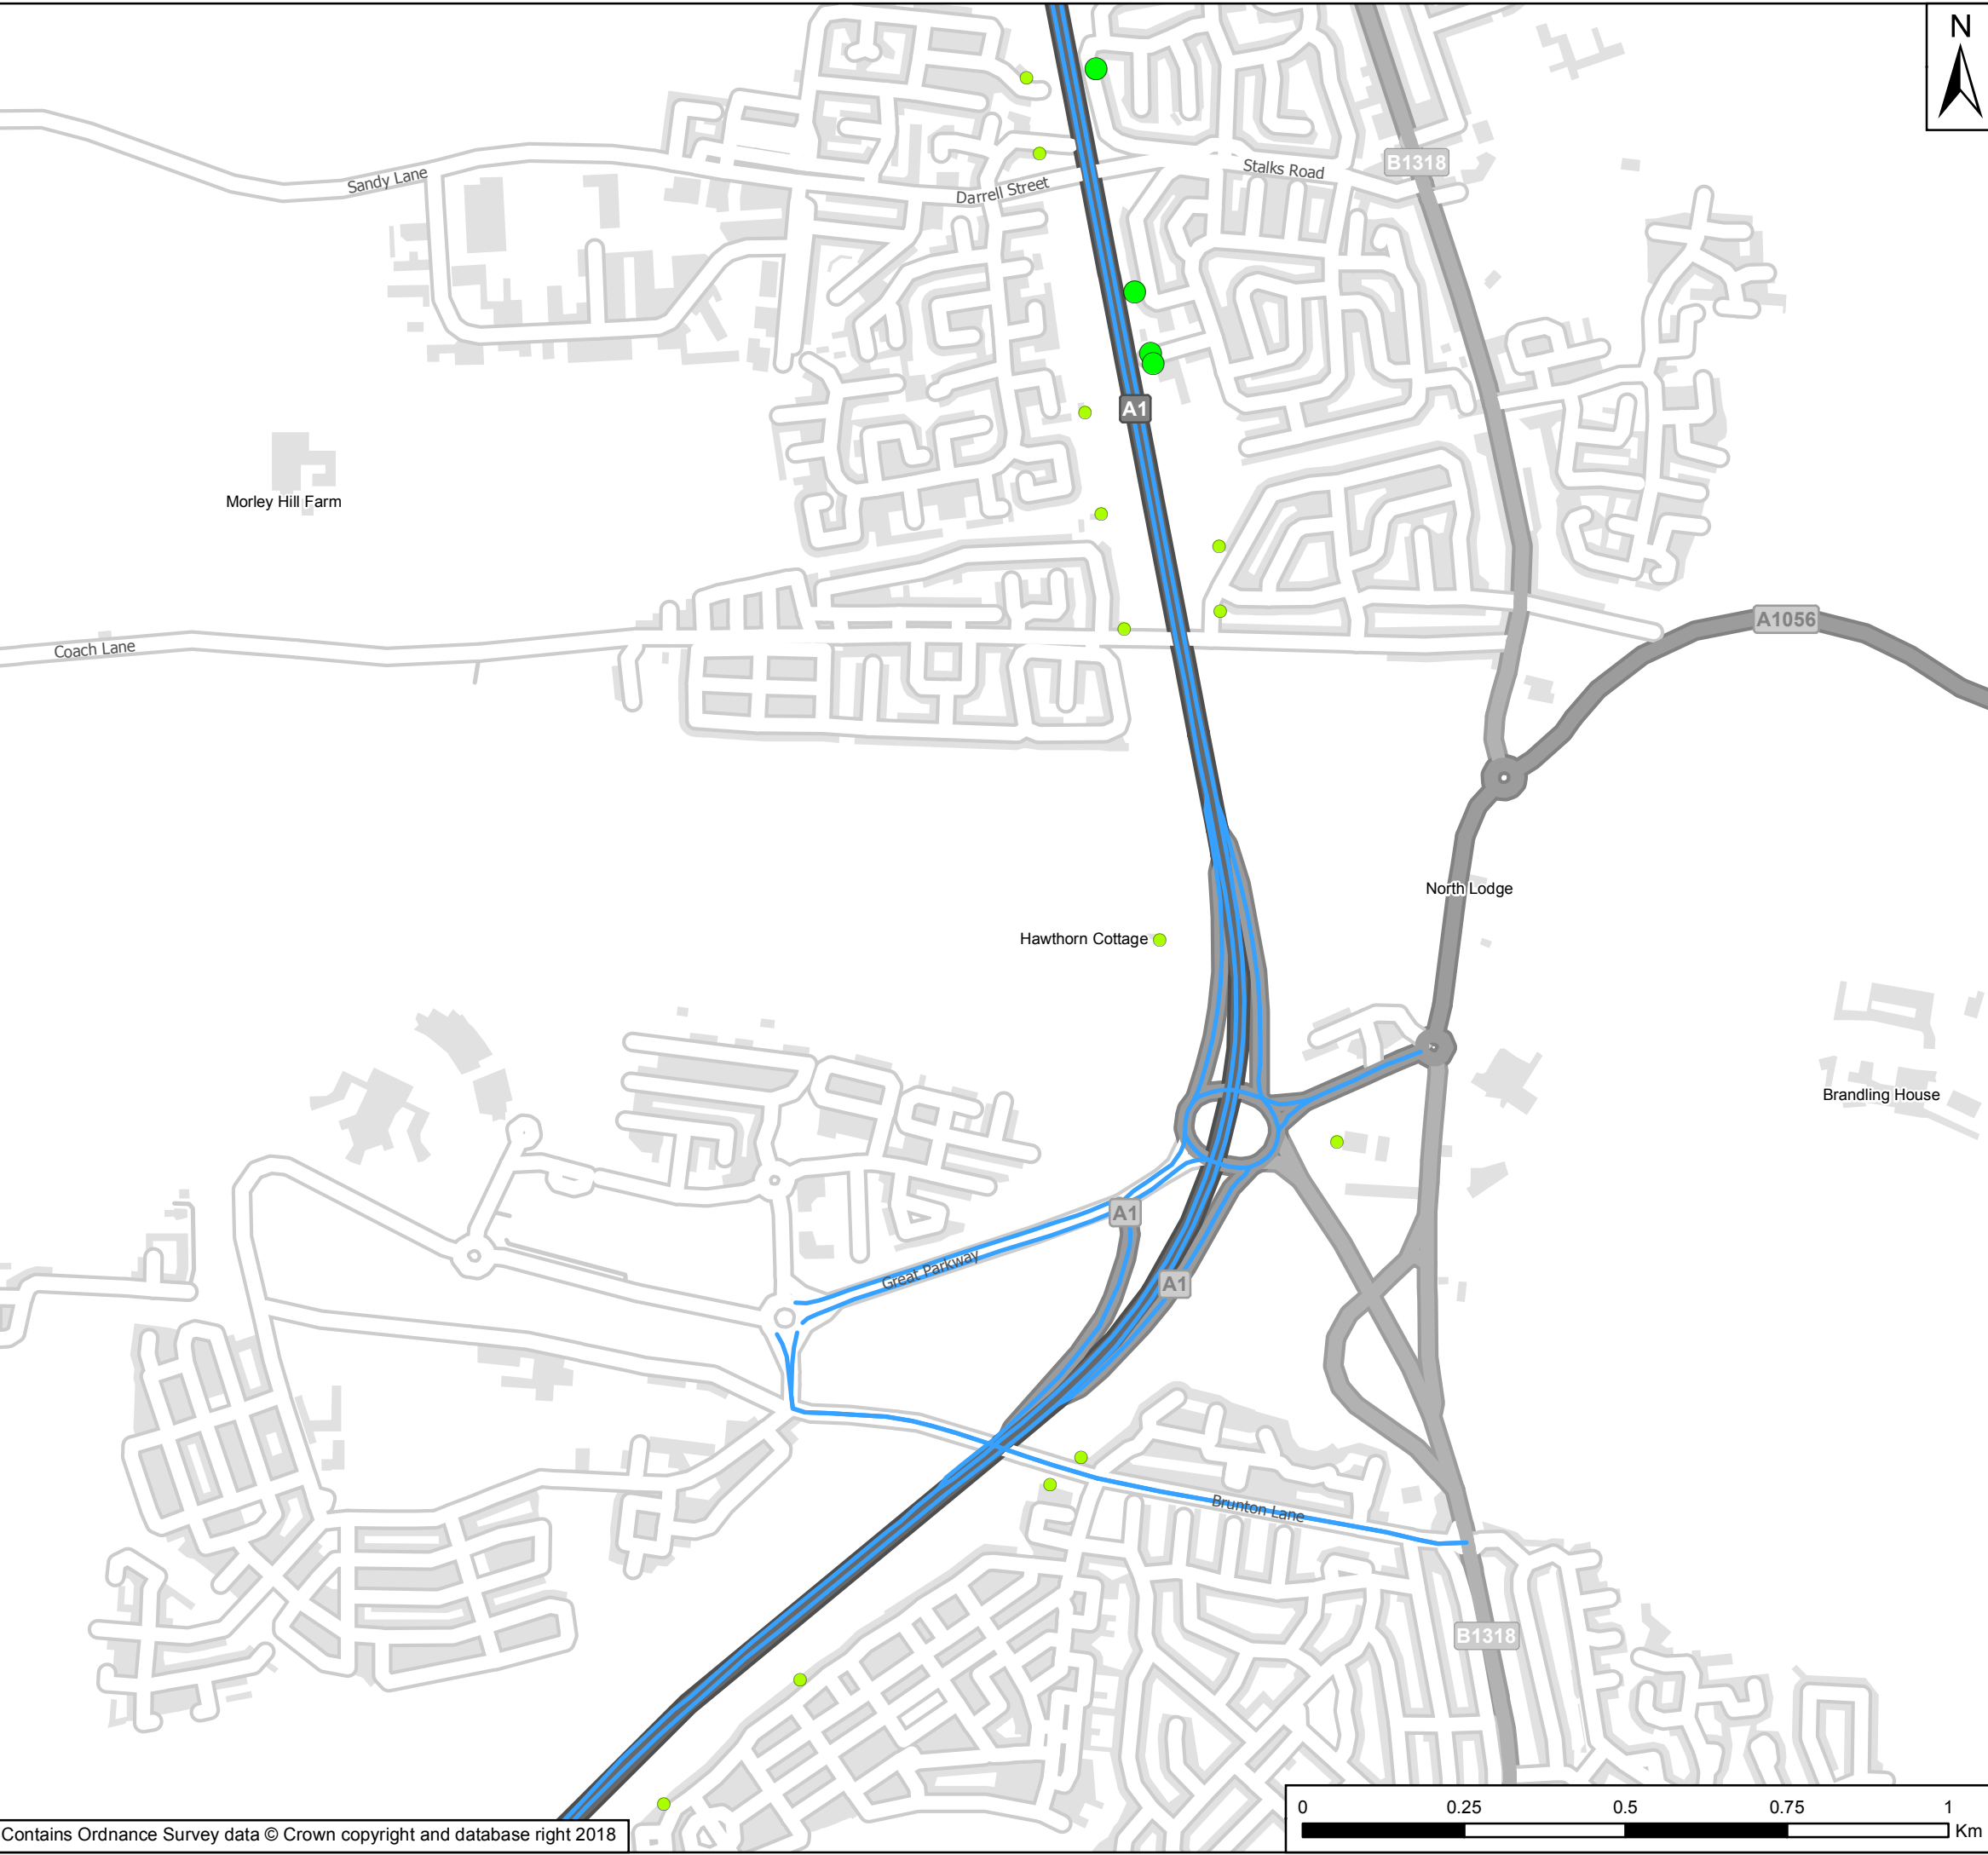 N
B1318
Stalks Road
Sandy Lane
Darrell Street
A1
Morley Hill Farm
A1056
Coach Lane
North Lodge
Hawthorn Cottage
Brandling House
A1
Great Parkway
A1
Brunton Lane
B1318
0 0.25 0.5 0.75 1
Km
Contains Ordnance Survey data © Crown copyright and database right 2018